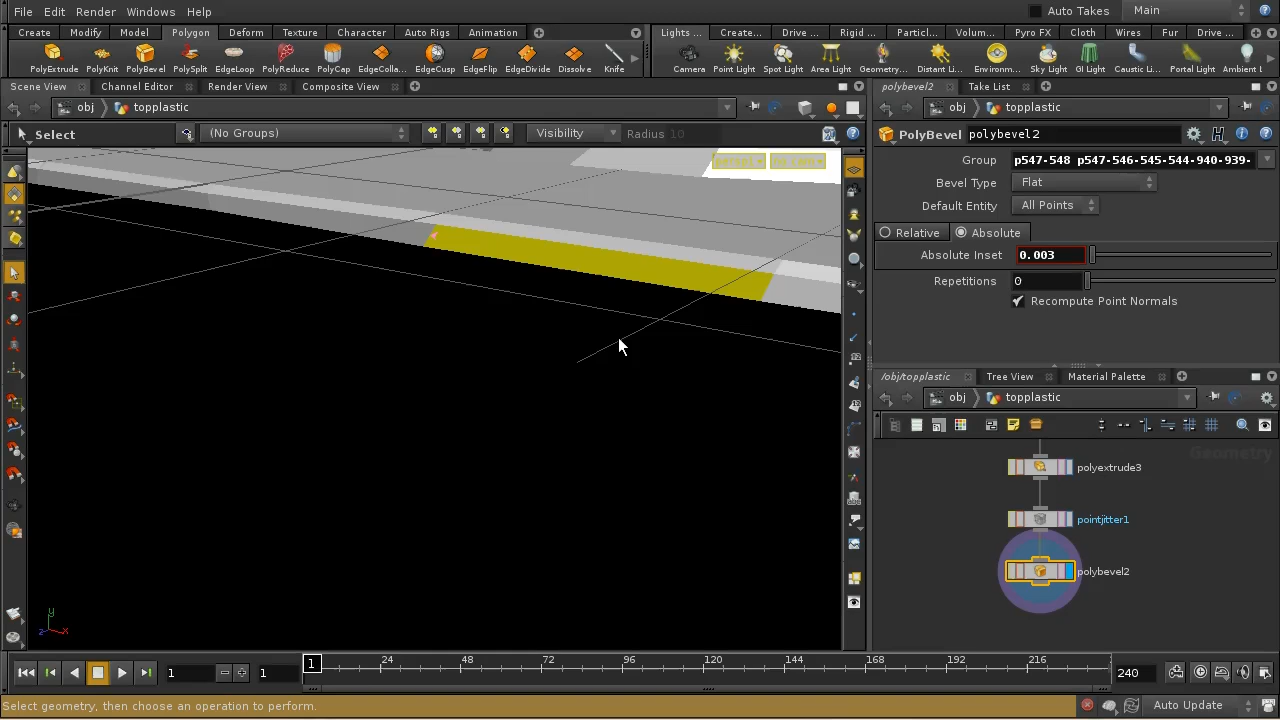 File Edit Render Windows Help Auto Takes Main
Create Modify Model Polygon Deform Texture Character Auto Rigs Animation Lights ... Create... Drive ... Rigid ... Particl... Volum... Pyro FX Cloth Wires Fur Drive ...
PolyExtrude PolyKnit PolyBevel PolySplit EdgeLoop PolyReduce PolyCap EdgeColla... EdgeCusp EdgeFlip EdgeDivide Dissolve Knife Camera Point Light Spot Light Area Light Geometry... Distant Li... Environm... Sky Light GI Light Caustic Li... Portal Light Ambient L
Scene View Channel Editor Render View Composite View polybevel2 Take List
obj topplastic obj topplastic
Select (No Groups) Visibility Radius 10 PolyBevel polybevel2
persp1 no cam
Group p547-548 p547-546-545-544-940-939-
Bevel Type Flat
Default Entity All Points
Relative Absolute
Absolute Inset 0.003
Repetitions 0
Recompute Point Normals
/obj/topplastic Tree View Material Palette
obj topplastic
Geometry
polyextrude3
pointjitter1
polybevel2
y
z x
1 1 1 24 48 72 96 120 144 168 192 216 240
Select geometry, then choose an operation to perform. Auto Update